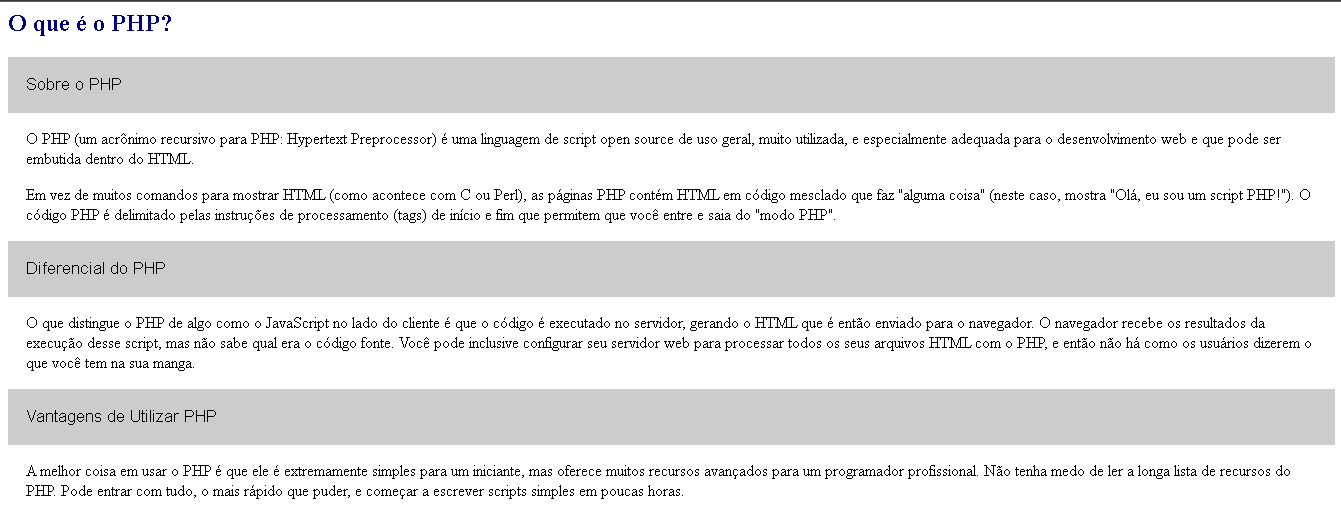 O que é o PHP?
Sobre o PHP
O PHP (um acrônimo recursivo para PHP: Hypertext Preprocessor) é uma linguagem de script open source de uso geral, muito utilizada, e especialmente adequada para o desenvolvimento web e que pode ser
embutida dentro do HTML.
Em vez de muitos comandos para mostrar HTML (como acontece com C ou Perl), as páginas PHP contém HTML em código mesclado que faz "alguma coisa" (neste caso, mostra "Olá, eu sou um script PHP!"). O
código PHP é delimitado pelas instruções de processamento (tags) de início e fim que permitem que você entre e saia do "modo PHP".
Diferencial do PHP
O que distingue o PHP de algo como o JavaScript no lado do cliente é que o código é executado no servidor, gerando o HTML que é então enviado para o navegador. O navegador recebe os resultados da
execução desse script, mas não sabe qual era o código fonte. Você pode inclusive configurar seu servidor web para processar todos os seus arquivos HTML com o PHP, e então não há como os usuários dizerem o
que você tem na sua manga.
Vantagens de Utilizar PHP
A melhor coisa em usar o PHP é que ele é extremamente simples para um iniciante, mas oferece muitos recursos avançados para um programador profissional. Não tenha medo de ler a longa lista de recursos do
PHP. Pode entrar com tudo, o mais rápido que puder, e começar a escrever scripts simples em poucas horas.